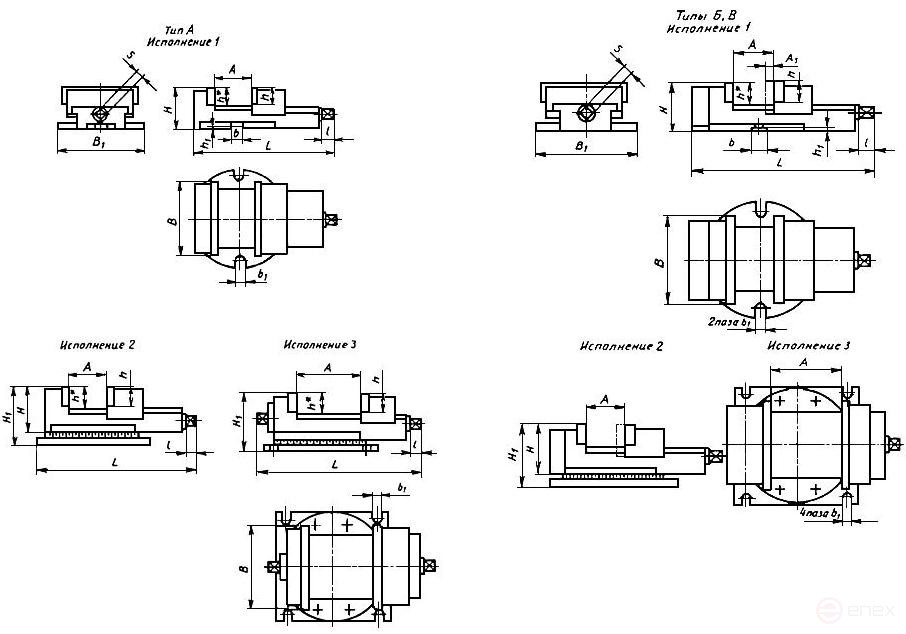 Тип А
Исполнение 1
S
A
H
h*
h
B₁
h₁
b
l
L
B
b₁
Типы Б, В
Исполнение 1
S
A
A₁
H
h*
h
B₁
b
h₁
l
L
B
2паза b₁
Исполнение 2
A
H₁
H
h*
h
l
L
Исполнение 3
A
H₁
h*
h
l
L
b₁
B
Исполнение 2
A
H₁
H
Исполнение 3
A
4паза b₁
enex